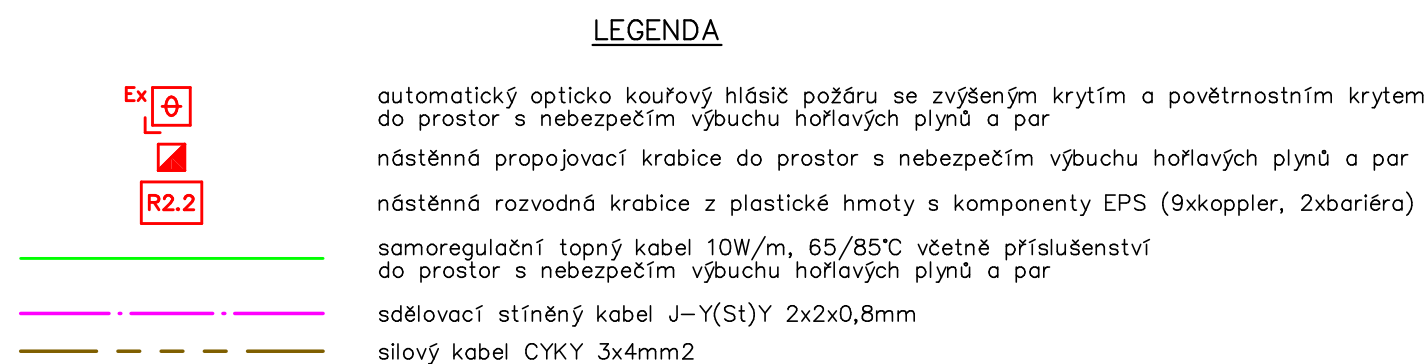 LEGENDA
Ex
automatický opticko kouřový hlásič požáru se zvýšeným krytím a povětrnostním krytem
do prostor s nebezpečím výbuchu hořlavých plynů a par
nástěnná propojovací krabice do prostor s nebezpečím výbuchu hořlavých plynů a par
R2.2
nástěnná rozvodná krabice z plastické hmoty s komponenty EPS (9xkoppler, 2xbariéra)
samoregulační topný kabel 10W/m, 65/85°C včetně příslušenství
do prostor s nebezpečím výbuchu hořlavých plynů a par
sdělovací stíněný kabel J-Y(St)Y 2x2x0,8mm
silový kabel CYKY 3x4mm2